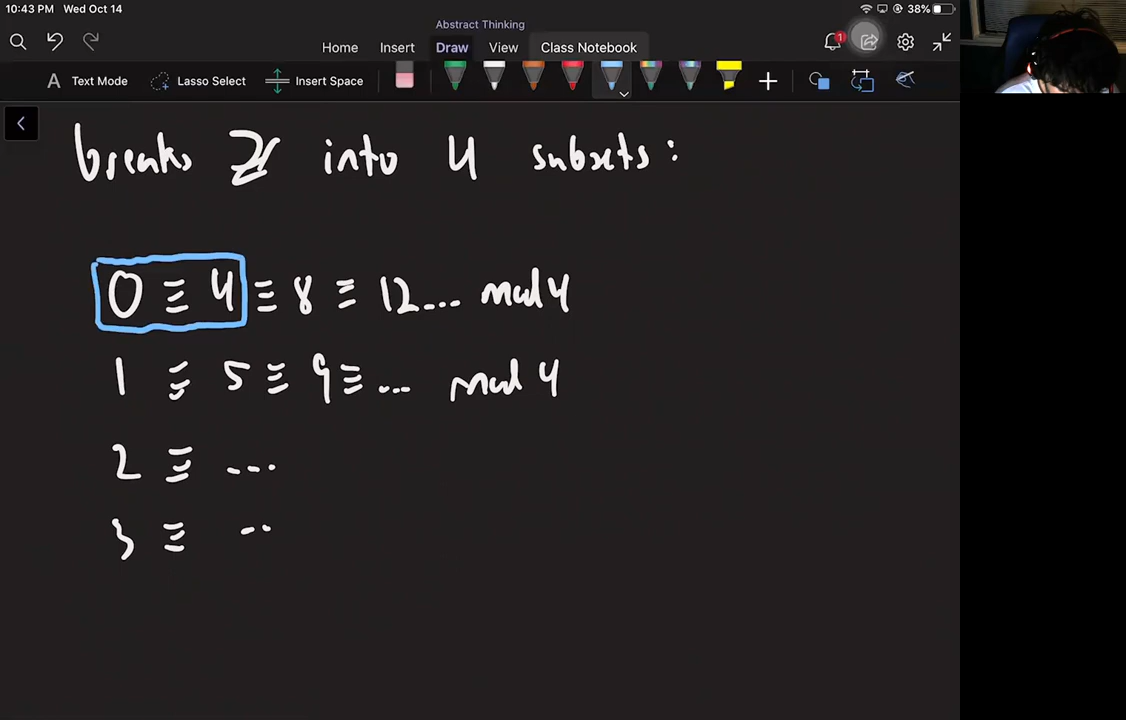 10:43 PM Wed Oct 14
38%
Abstract Thinking
Home Insert Draw View Class Notebook
1
A Text Mode Lasso Select Insert Space
breaks ℤ into 4 subsets:
0 ≡ 4 ≡ 8 ≡ 12... mod 4
1 ≡ 5 ≡ 9 ≡ ... mod 4
2 ≡ ...
3 ≡ ..